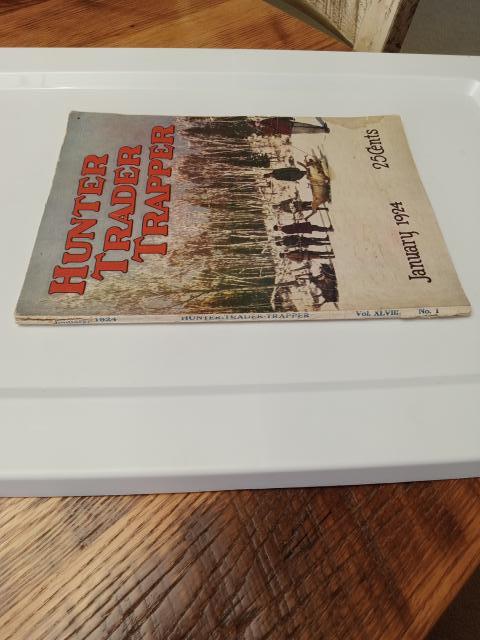 HUNTER
TRADER
TRAPPER
January 1924
25 Cents
January, 1924 HUNTER-TRADER-TRAPPER Vol. XLVIII. No. 1